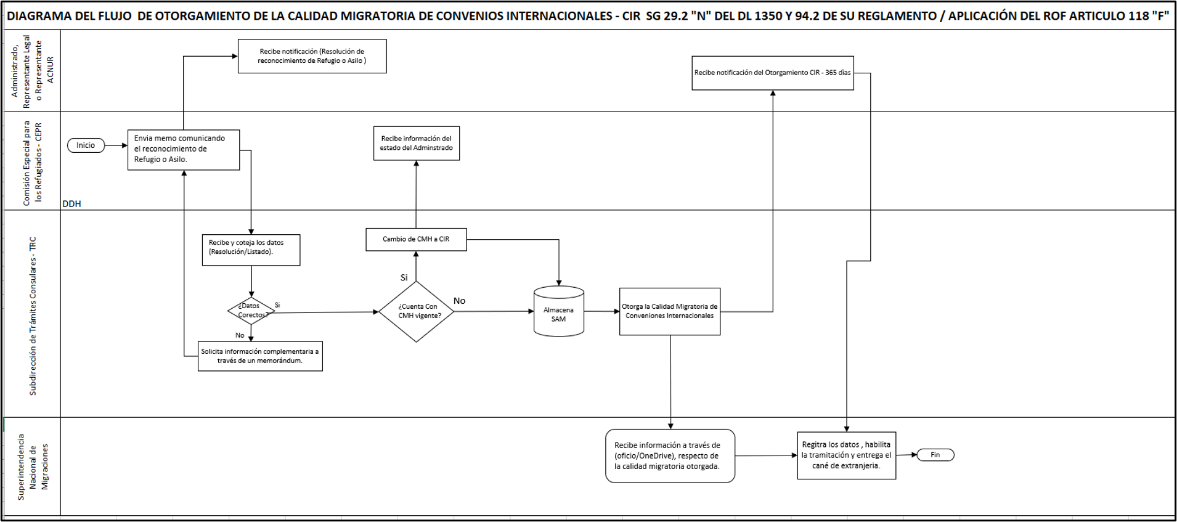 DIAGRAMA DEL FLUJO DE OTORGAMIENTO DE LA CALIDAD MIGRATORIA DE CONVENIOS INTERNACIONALES - CIR SG 29.2 "N" DEL DL 1350 Y 94.2 DE SU REGLAMENTO / APLICACIÓN DEL ROF ARTICULO 118 "F"
Administrado,
Representante Legal
o Representante
ACNUR
Recibe notificación (Resolución de
reconocimiento de Refugio o Asilo )
Recibe notificación del Otorgamiento CIR - 365 días
Comisión Especial para
los Refugiados - CEPR
Inicio
Envia memo comunicando
el reconocimiento de
Refugio o Asilo.
Recibe información del
estado del Adminstrado
DDH
Subdirección de Trámites Consulares - TRC
Recibe y coteja los datos
(Resolución/Listado).
Cambio de CMH a CIR
¿Datos
Corectos?
Si
No
Si
¿Cuenta Con
CMH vigente?
No
Almacena
SAM
Otorga la Calidad Migratoria de
Conveniones Internacionales
Solicita información complementaria a
través de un memorándum.
Superintendencia
Nacional de
Migraciones
Recibe información a través de
(oficio/OneDrive), respecto de
la calidad migratoria otorgada.
Regitra los datos , habilita
la tramitación y entrega el
cané de extranjeria.
Fin